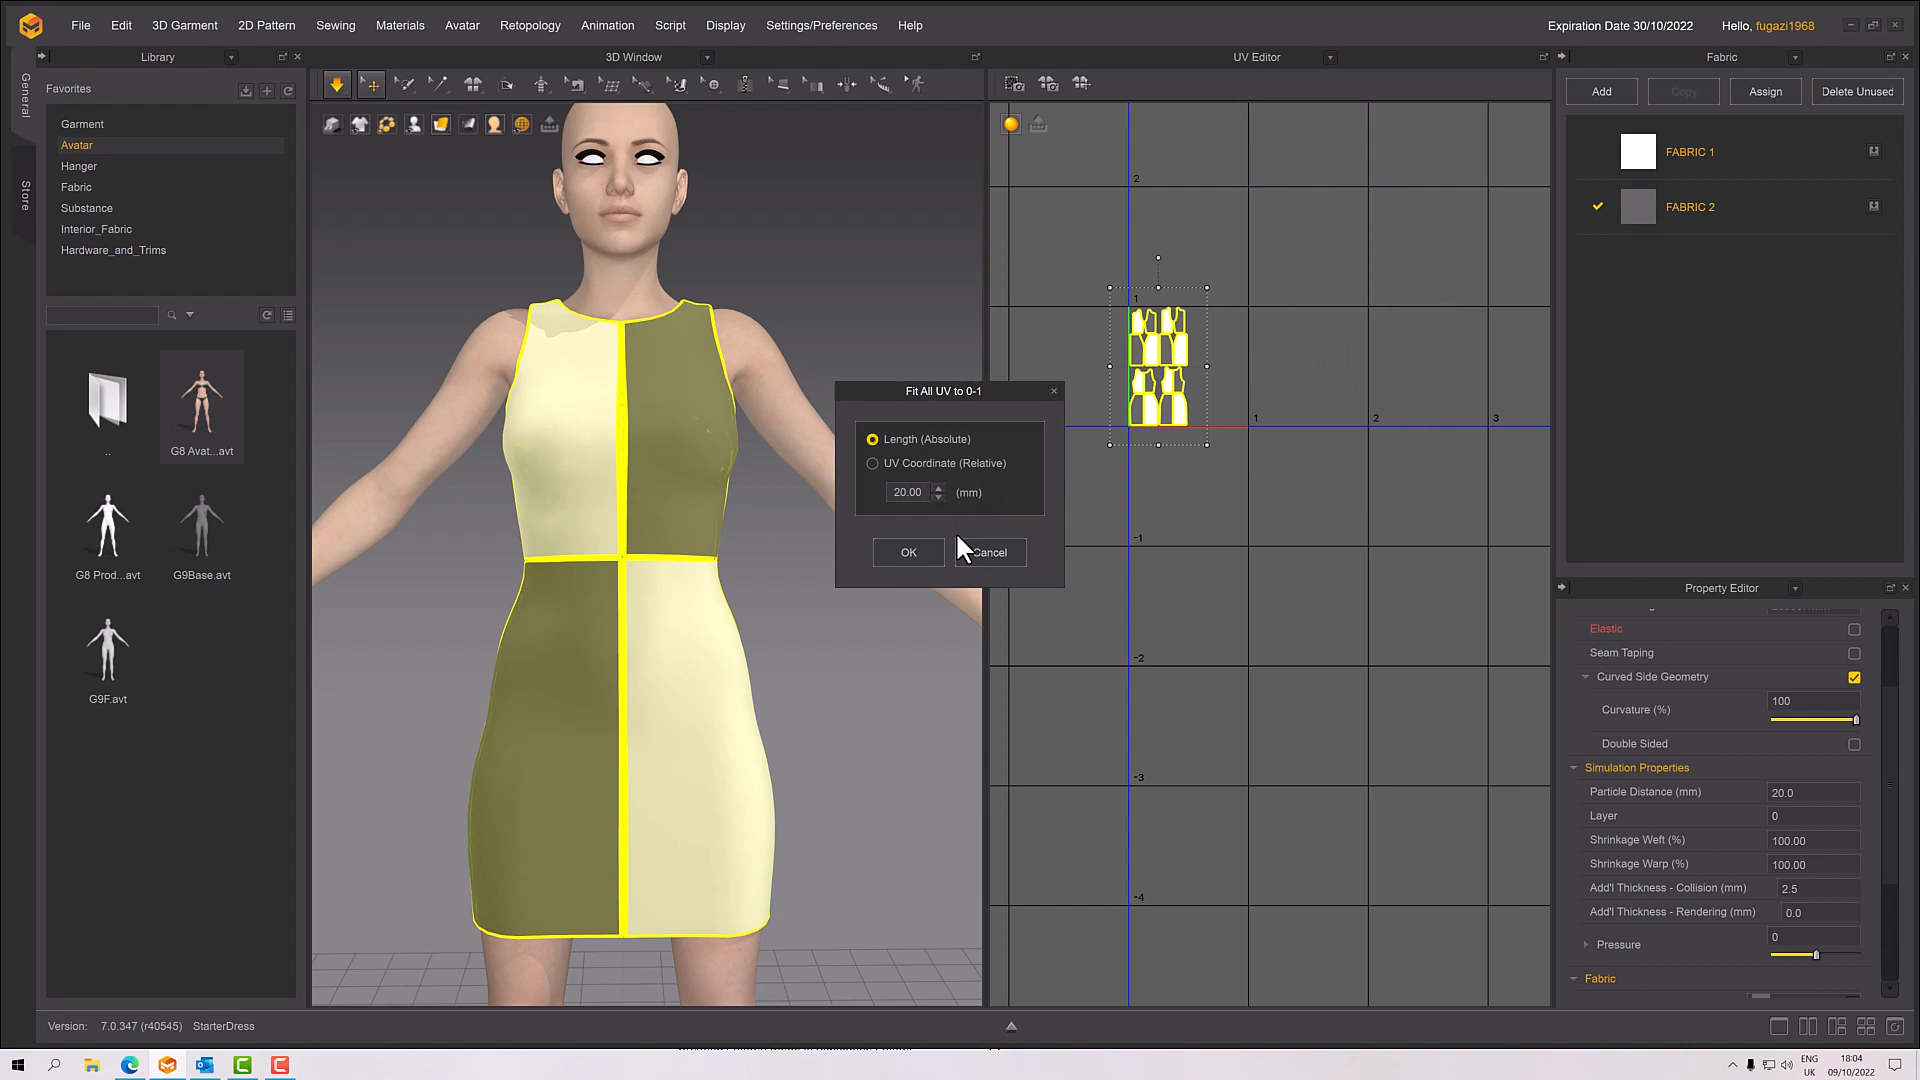 File Edit 3D Garment 2D Pattern Sewing Materials Avatar Retopology Animation Script Display Settings/Preferences Help Expiration Date 30/10/2022 Hello, fugazi1968
Library 3D Window UV Editor Fabric
General
Store
Favorites
Garment
Avatar
Hanger
Fabric
Substance
Interior_Fabric
Hardware_and_Trims
..
G8 Avat...avt
G8 Prod...avt
G9Base.avt
G9F.avt
2
1
1
2
3
-1
-2
-3
-4
Fit All UV to 0-1
Length (Absolute)
UV Coordinate (Relative)
20.00 (mm)
OK Cancel
Add Copy Assign Delete Unused
FABRIC 1
FABRIC 2
Property Editor
Elastic
Seam Taping
Curved Side Geometry
Curvature (%) 100
Double Sided
Simulation Properties
Particle Distance (mm) 20.0
Layer 0
Shrinkage Weft (%) 100.00
Shrinkage Warp (%) 100.00
Add'l Thickness - Collision (mm) 2.5
Add'l Thickness - Rendering (mm) 0.0
Pressure 0
Fabric
Version: 7.0.347 (r40545) StarterDress
ENG
UK
18:04
09/10/2022